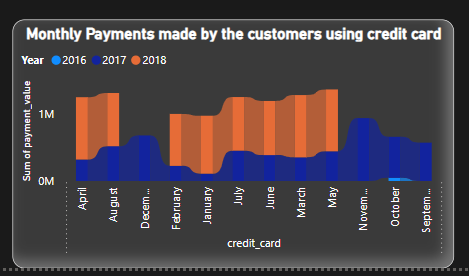 Monthly Payments made by the customers using credit card
Year 2016 2017 2018
Sum of payment_value
1M
0M
April
August
Decem...
February
January
July
June
March
May
Novem...
October
Septem...
credit_card